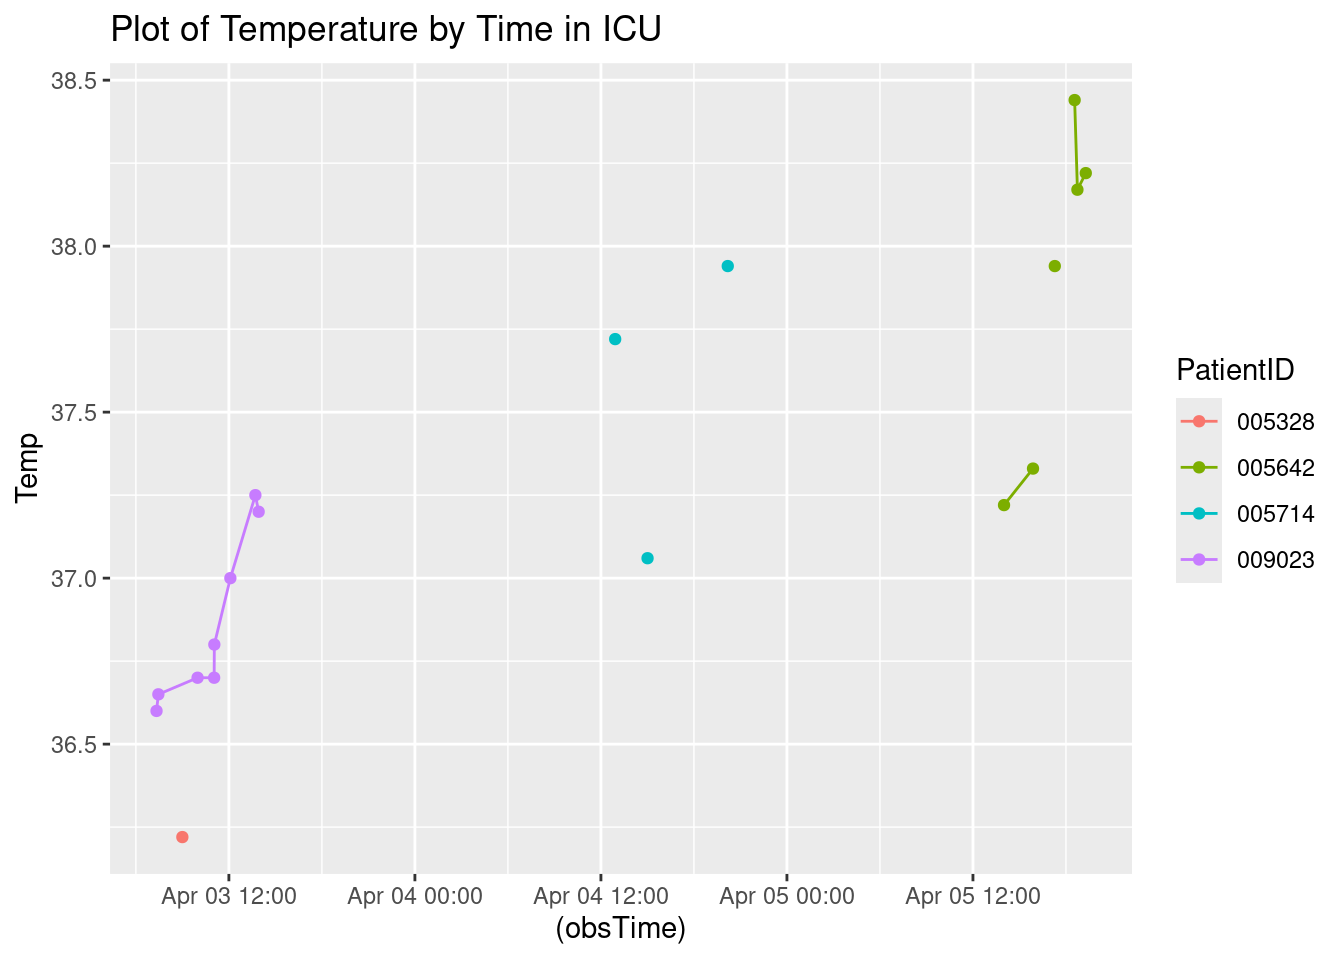 Plot of Temperature by Time in ICU
38.5
38.0
37.5
37.0
36.5
Temp
Apr 03 12:00 Apr 04 00:00 Apr 04 12:00 Apr 05 00:00 Apr 05 12:00
(obsTime)
PatientID
005328
005642
005714
009023